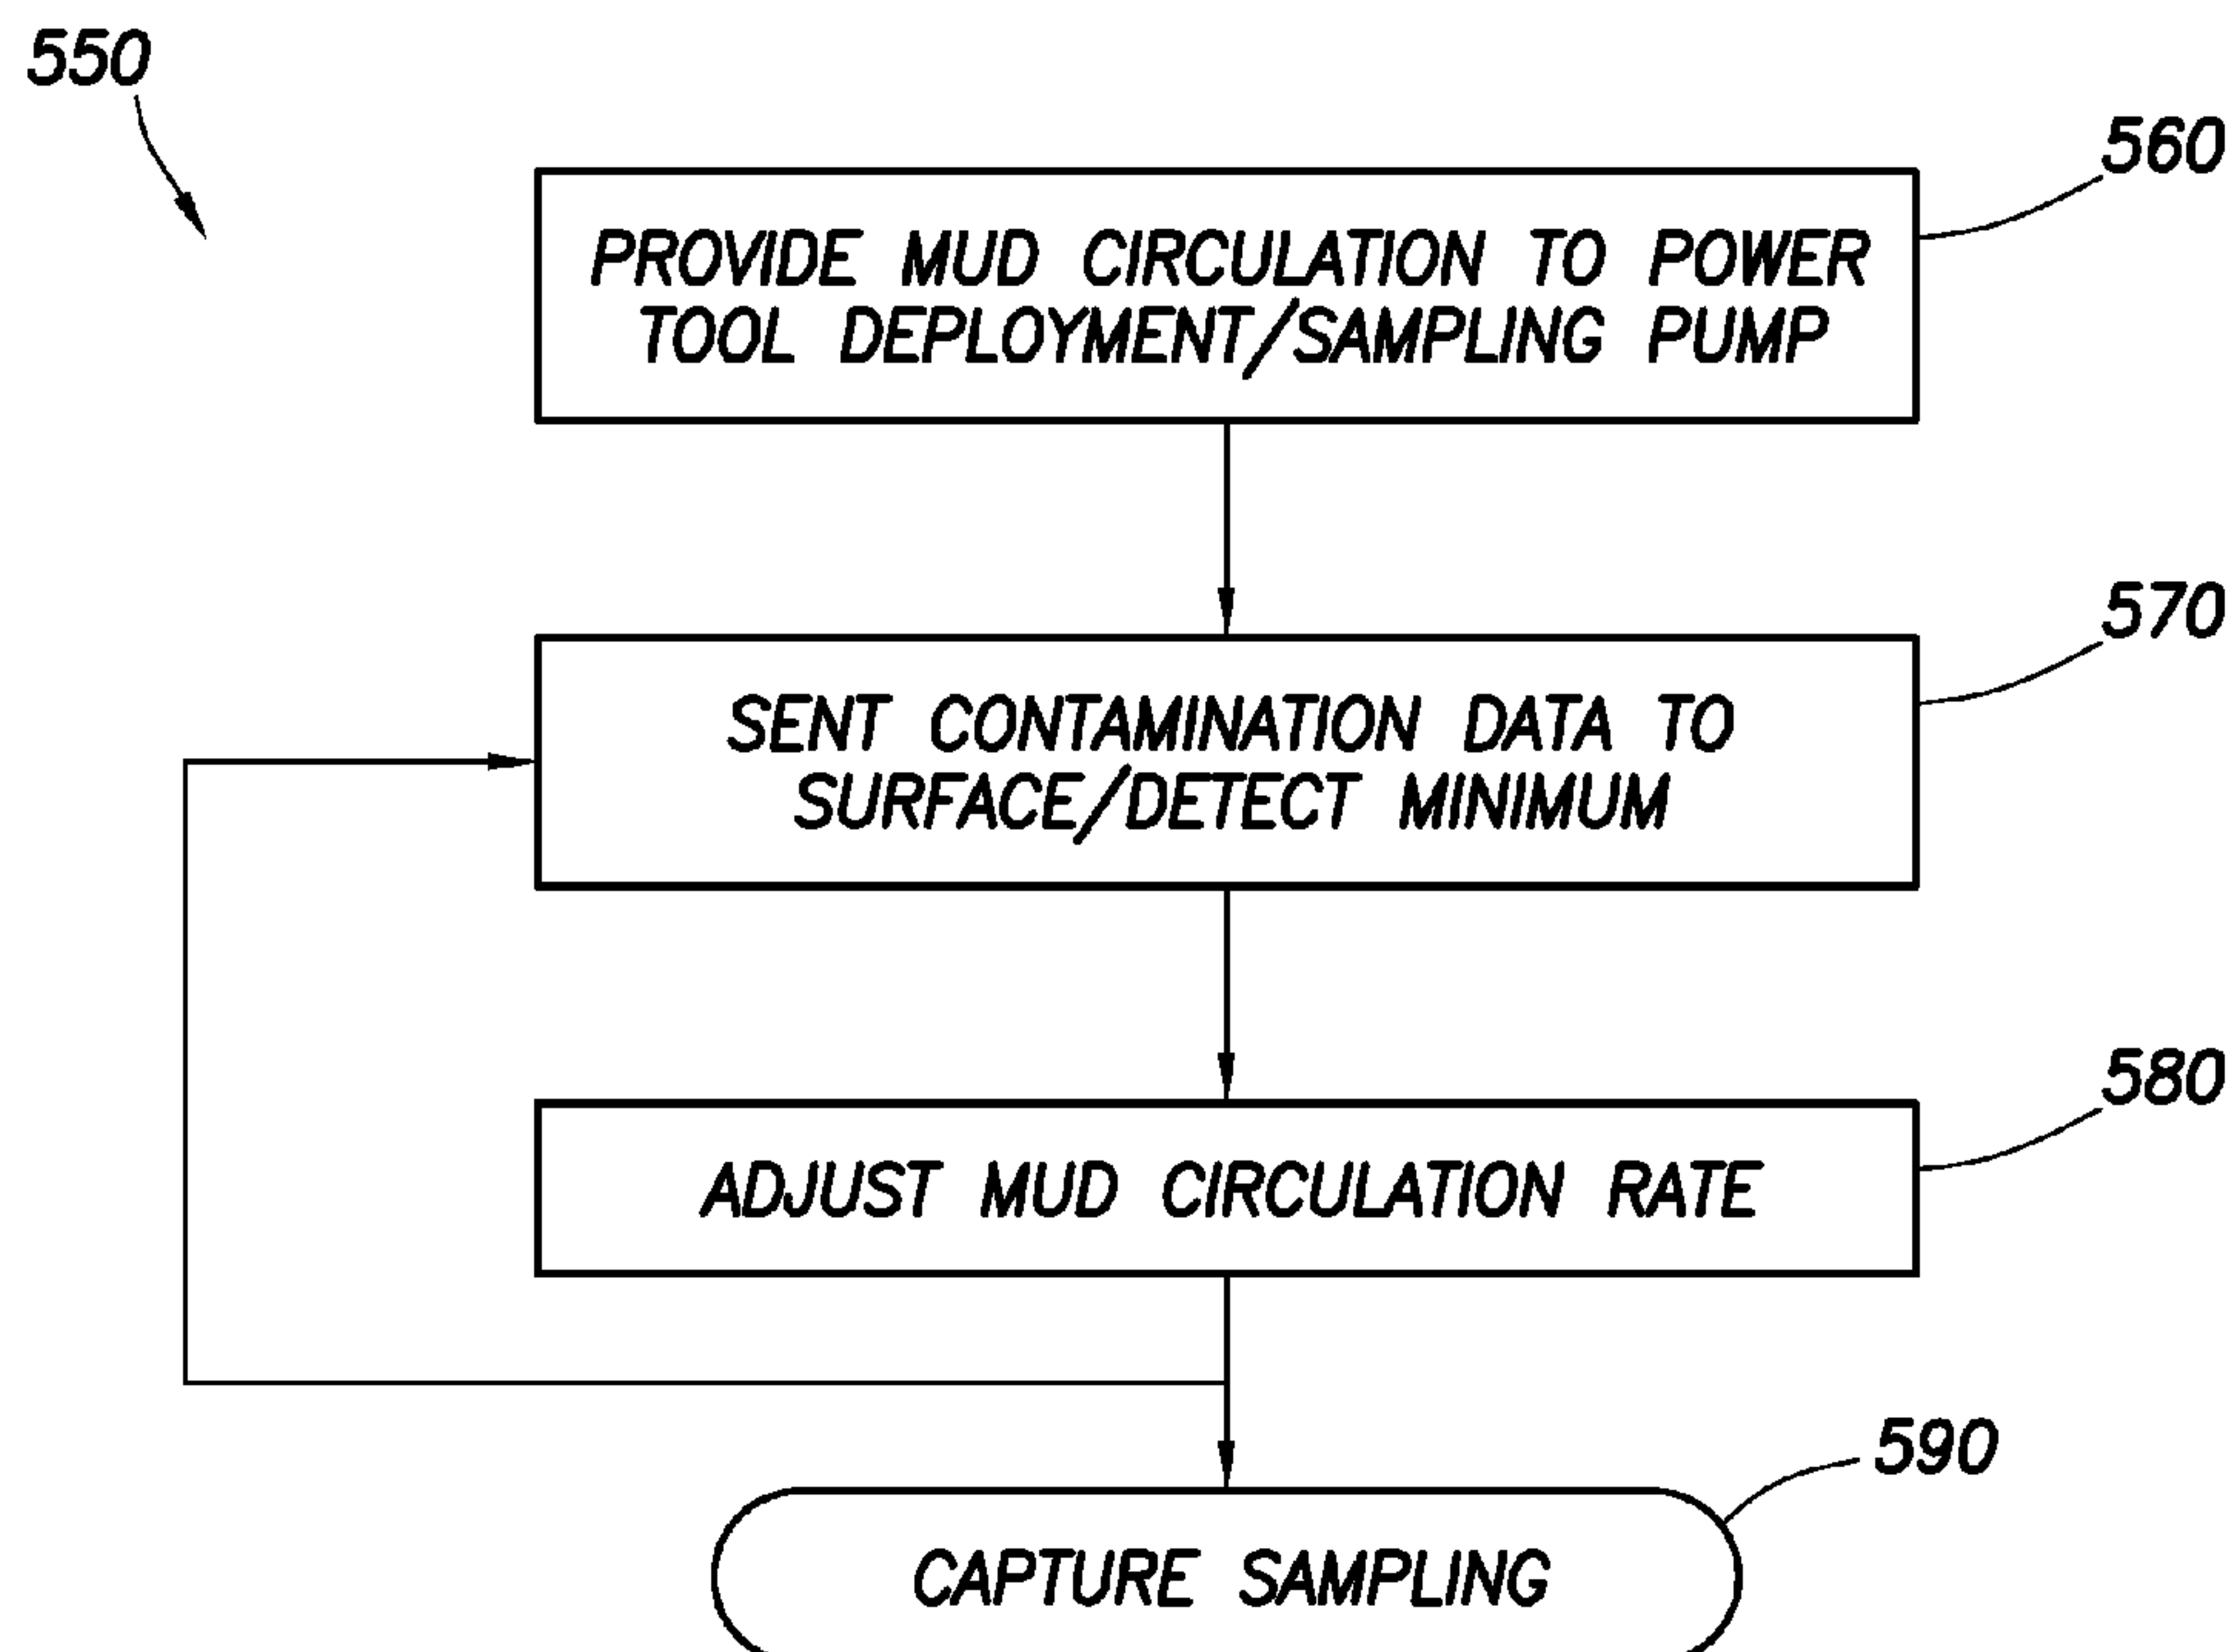 550
560
PROVIDE MUD CIRCULATION TO POWER
TOOL DEPLOYMENT/SAMPLING PUMP
570
SENT CONTAMINATION DATA TO
SURFACE/DETECT MINIMUM
580
ADJUST MUD CIRCULATION RATE
590
CAPTURE SAMPLING